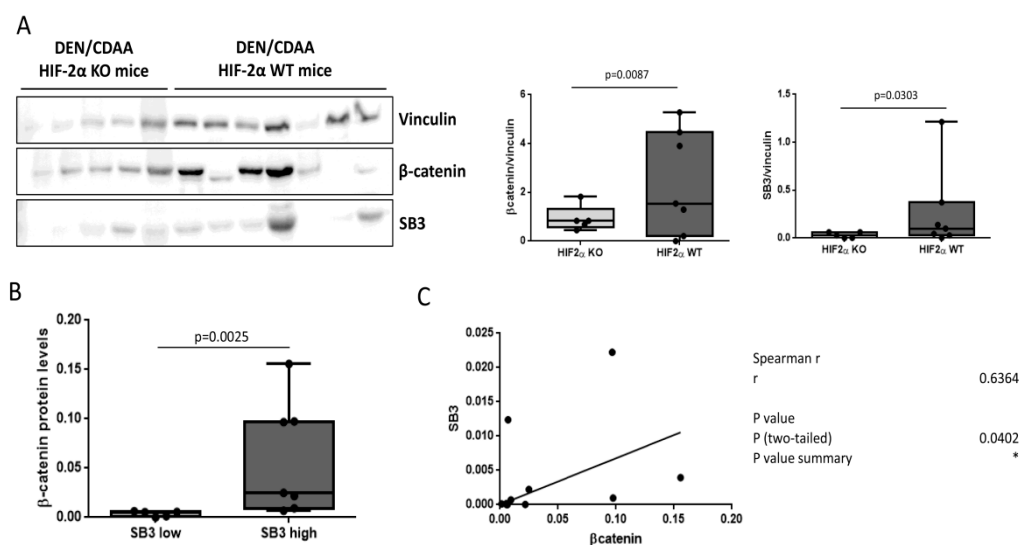 A
DEN/CDAA
HIF-2α KO mice
DEN/CDAA
HIF-2α WT mice
Vinculin
β-catenin
SB3
p=0.0087
βcatenin/vinculin
6
4
2
0
HIF2α KO
HIF2α WT
p=0.0303
SB3/vinculin
1.5
1.0
0.5
0.0
HIF2α KO
HIF2α WT
B
p=0.0025
β-catenin protein levels
0.20
0.15
0.10
0.05
0.00
SB3 low
SB3 high
C
SB3
0.025
0.020
0.015
0.010
0.005
0.000
0.00
0.05
0.10
0.15
0.20
βcatenin
Spearman r
r 0.6364
P value
P (two-tailed) 0.0402
P value summary *